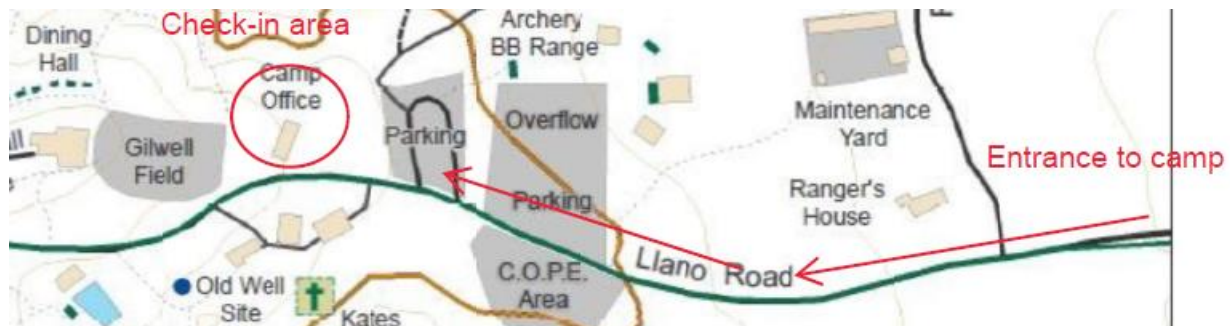 Check-in area
Dining
Hall
Camp
Office
Gilwell
Field
Parking
Archery
BB Range
Overflow
Parking
C.O.P.E.
Area
Maintenance
Yard
Ranger's
House
Entrance to camp
Llano Road
Old Well
Site
Kates